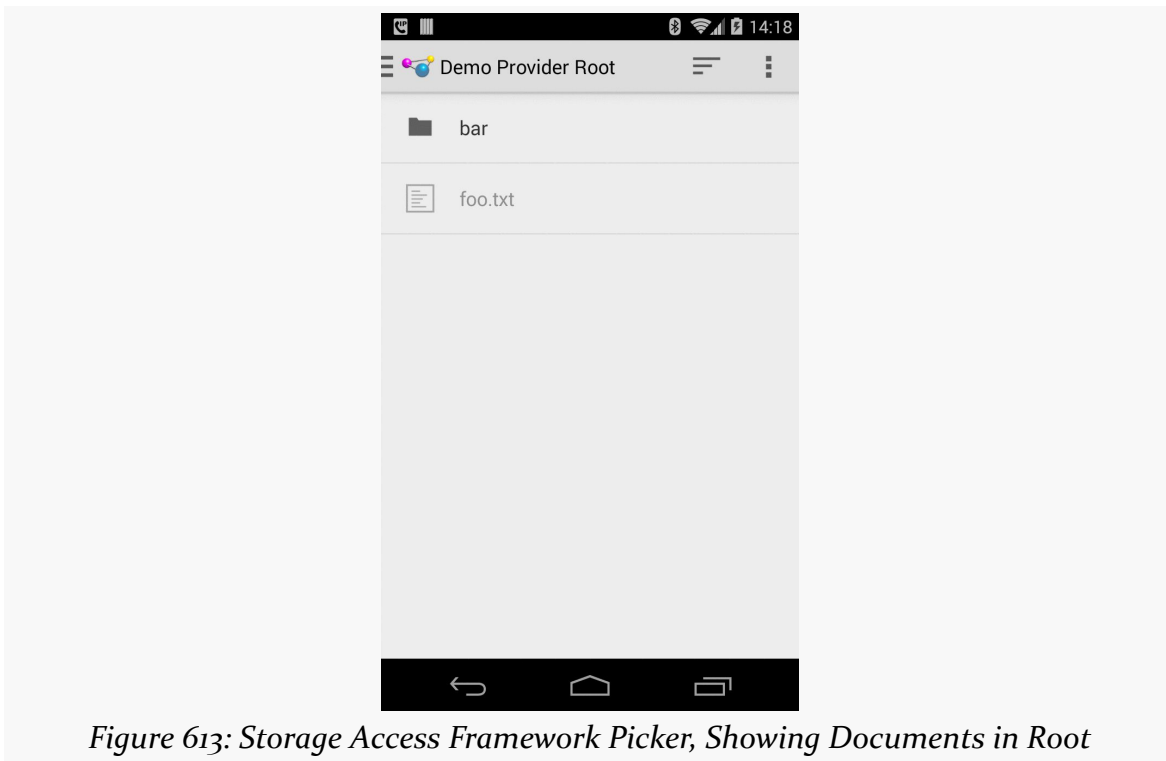 14:18
Demo Provider Root
bar
foo.txt
Figure 613: Storage Access Framework Picker, Showing Documents in Root